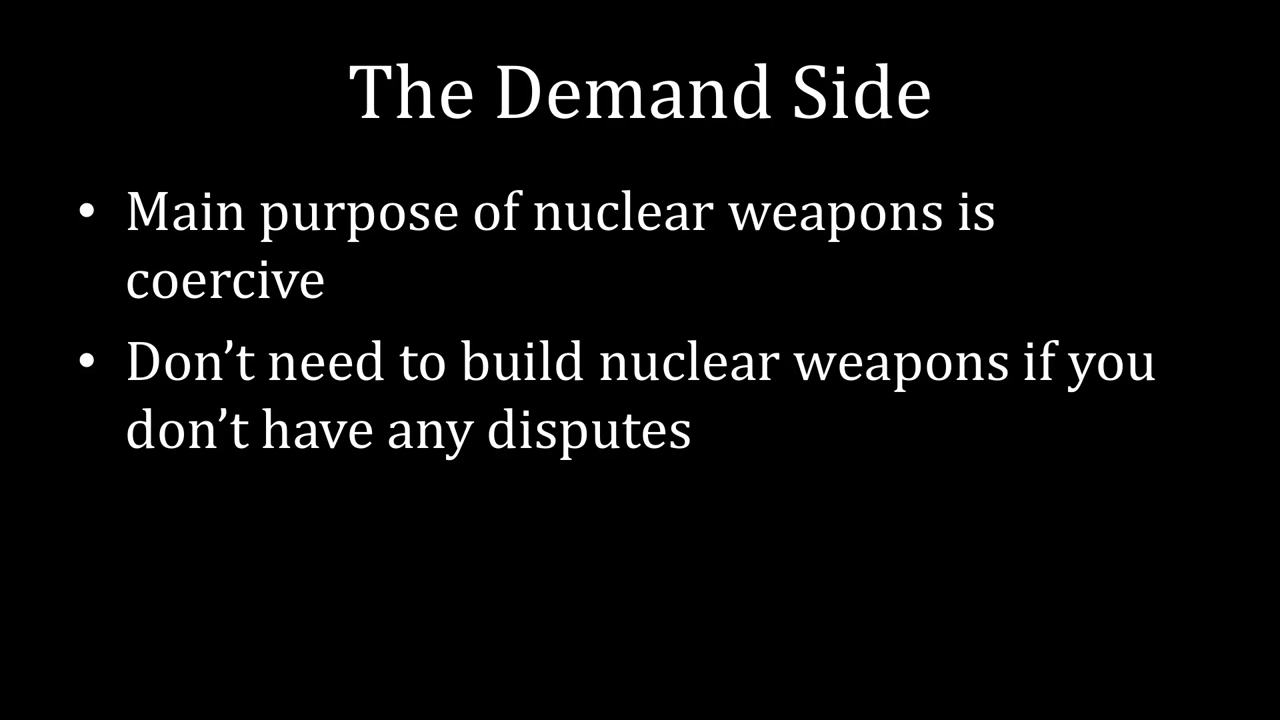 The Demand Side
• Main purpose of nuclear weapons is
coercive
• Don’t need to build nuclear weapons if you
don’t have any disputes